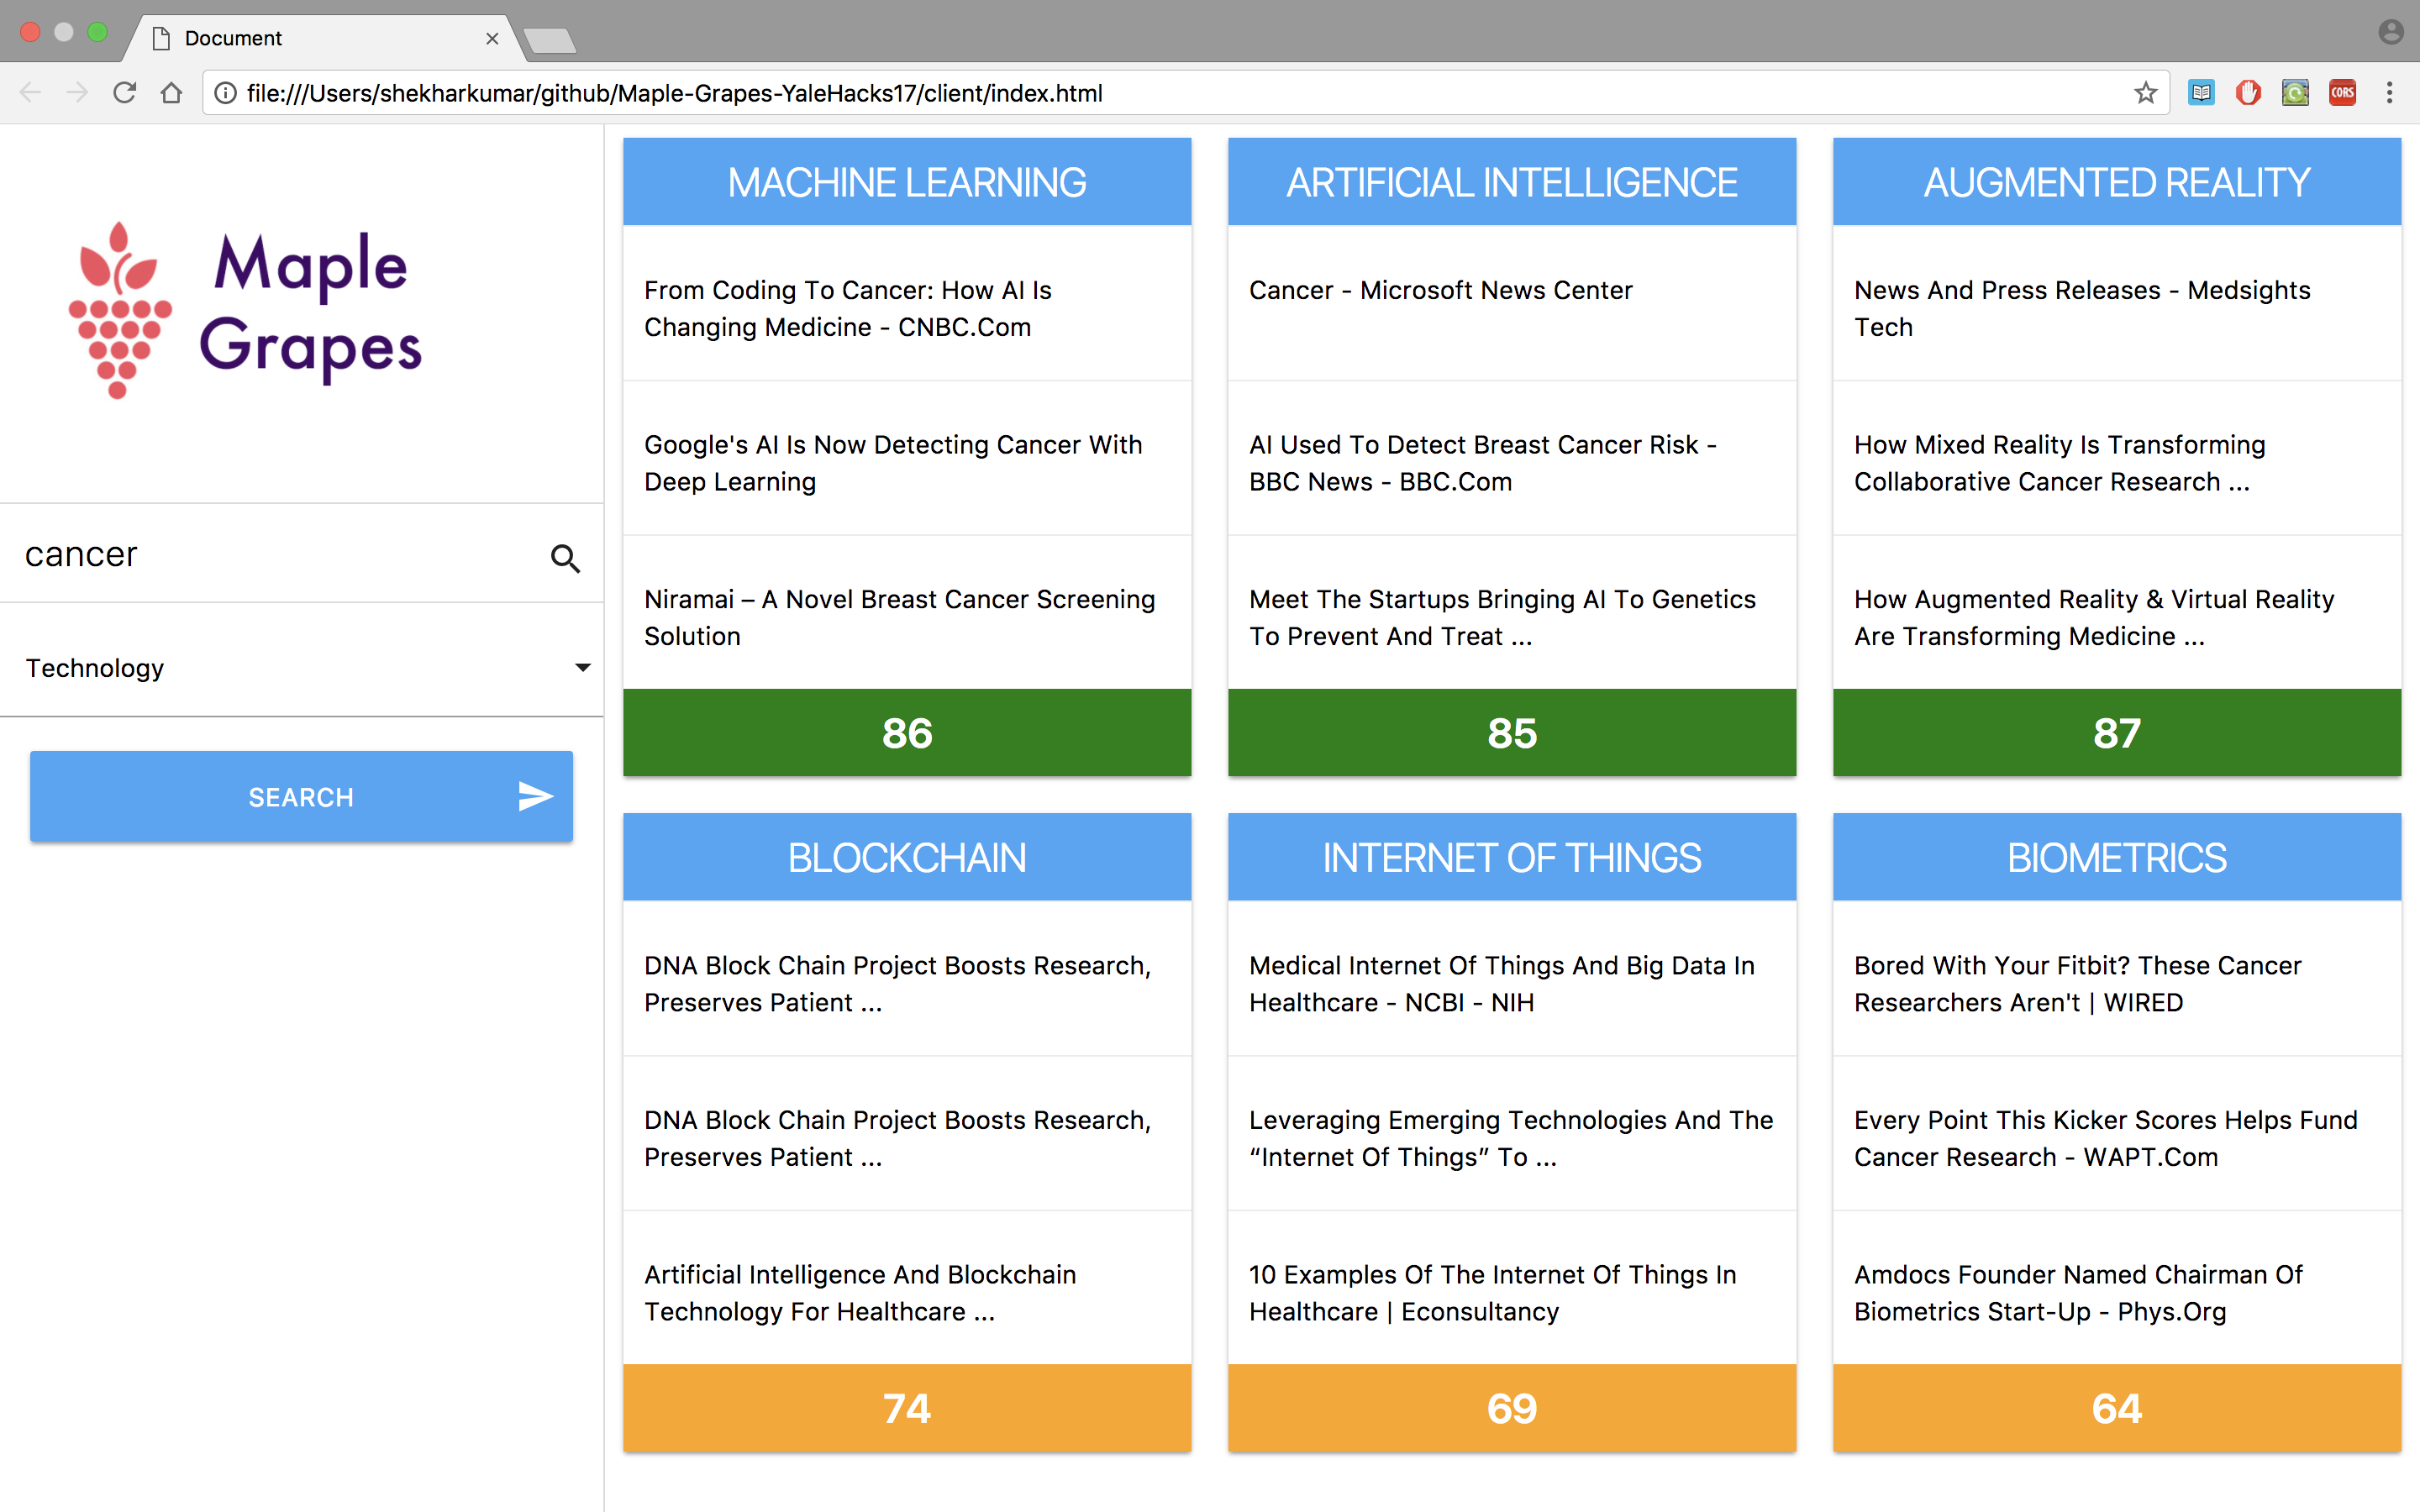 Document
file:///Users/shekharkumar/github/Maple-Grapes-YaleHacks17/client/index.html
CORS
Maple
Grapes
cancer
Technology
SEARCH
MACHINE LEARNING
From Coding To Cancer: How AI Is
Changing Medicine - CNBC.Com
Google's AI Is Now Detecting Cancer With
Deep Learning
Niramai – A Novel Breast Cancer Screening
Solution
86
ARTIFICIAL INTELLIGENCE
Cancer - Microsoft News Center
AI Used To Detect Breast Cancer Risk -
BBC News - BBC.Com
Meet The Startups Bringing AI To Genetics
To Prevent And Treat ...
85
AUGMENTED REALITY
News And Press Releases - Medsights
Tech
How Mixed Reality Is Transforming
Collaborative Cancer Research ...
How Augmented Reality & Virtual Reality
Are Transforming Medicine ...
87
BLOCKCHAIN
DNA Block Chain Project Boosts Research,
Preserves Patient ...
DNA Block Chain Project Boosts Research,
Preserves Patient ...
Artificial Intelligence And Blockchain
Technology For Healthcare ...
74
INTERNET OF THINGS
Medical Internet Of Things And Big Data In
Healthcare - NCBI - NIH
Leveraging Emerging Technologies And The
“Internet Of Things” To ...
10 Examples Of The Internet Of Things In
Healthcare | Econsultancy
69
BIOMETRICS
Bored With Your Fitbit? These Cancer
Researchers Aren't | WIRED
Every Point This Kicker Scores Helps Fund
Cancer Research - WAPT.Com
Amdocs Founder Named Chairman Of
Biometrics Start-Up - Phys.Org
64